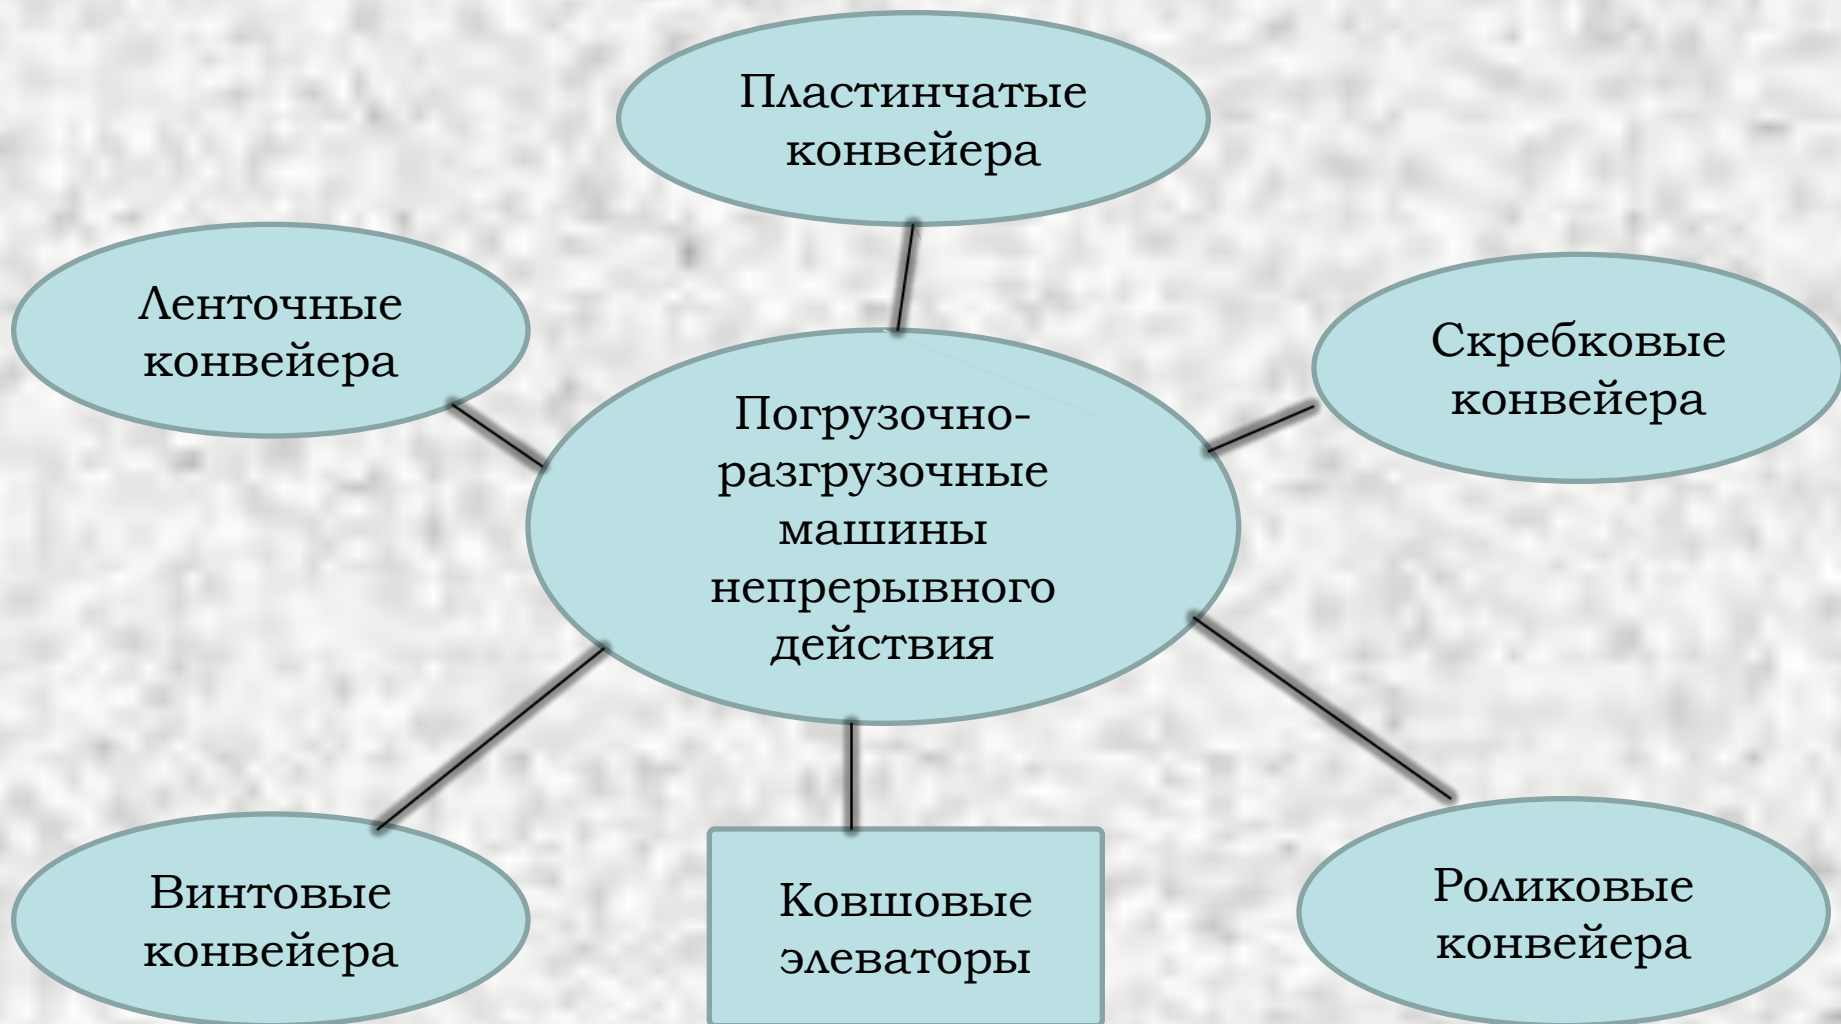 Пластинчатые
конвейера
Ленточные
конвейера
Скребковые
конвейера
Погрузочно-
разгрузочные
машины
непрерывного
действия
Винтовые
конвейера
Ковшовые
элеваторы
Роликовые
конвейера